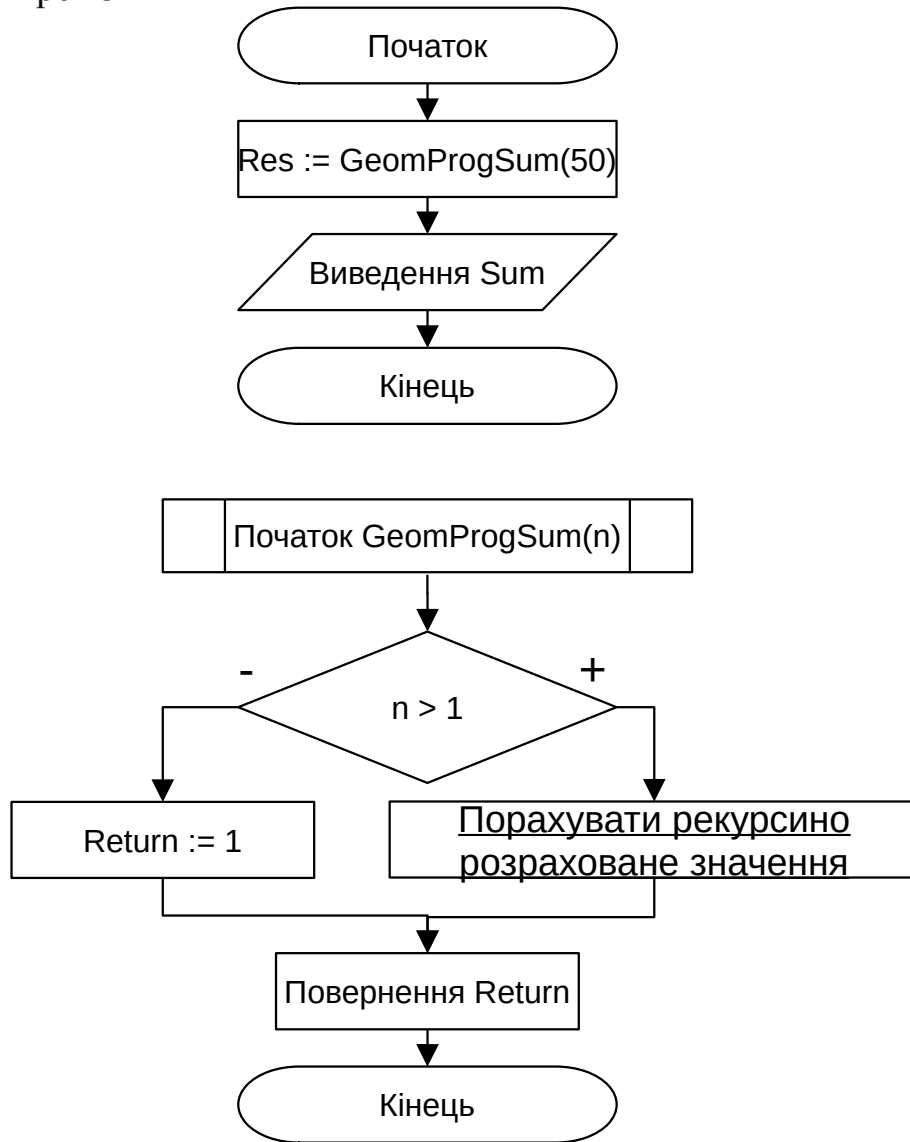 Початок
Res := GeomProgSum(50)
Виведення Sum
Кінець
Початок GeomProgSum(n)
-
+
n > 1
Return := 1
Порахувати рекурсино
розраховане значення
Повернення Return
Кінець